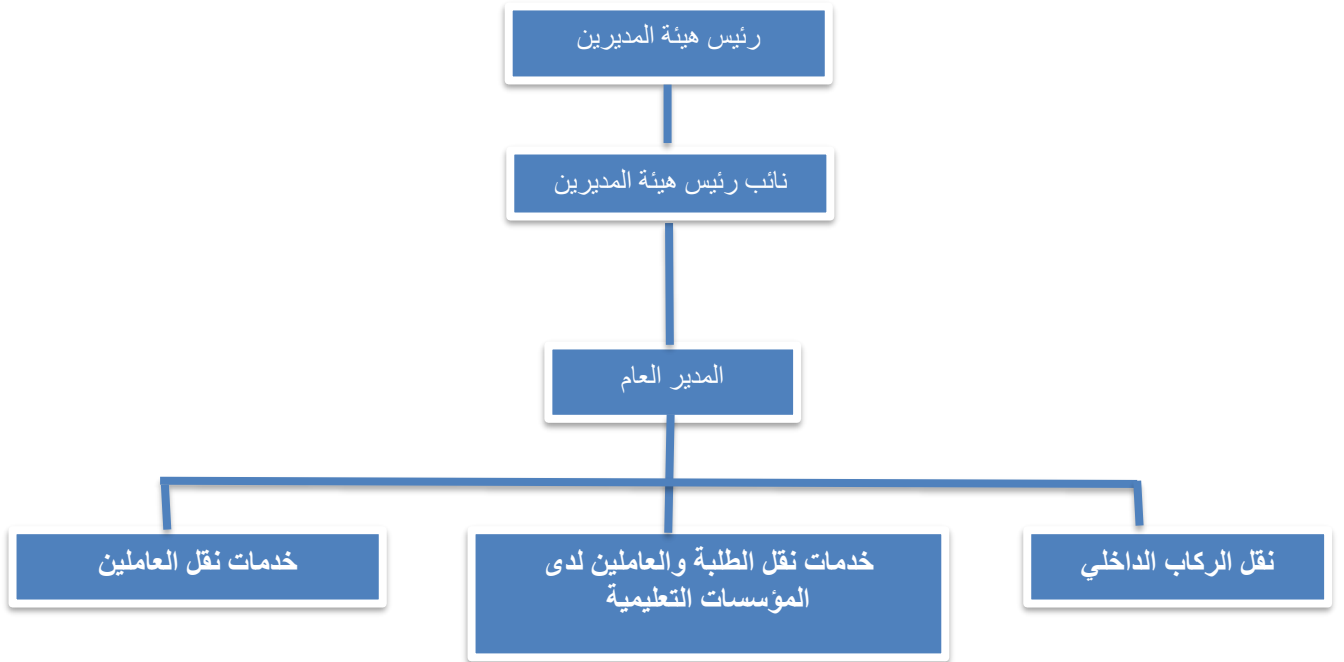 رئيس هيئة المديرين
نائب رئيس هيئة المديرين
المدير العام
نقل الركاب الداخلي
خدمات نقل الطلبة والعاملين لدى
المؤسسات التعليمية
خدمات نقل العاملين